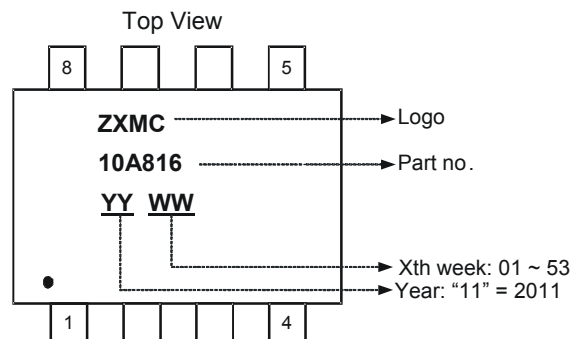 Top View
8 5
ZXMC Logo
10A816 Part no.
YY WW
Xth week: 01 ~ 53
Year: “11” = 2011
1 4